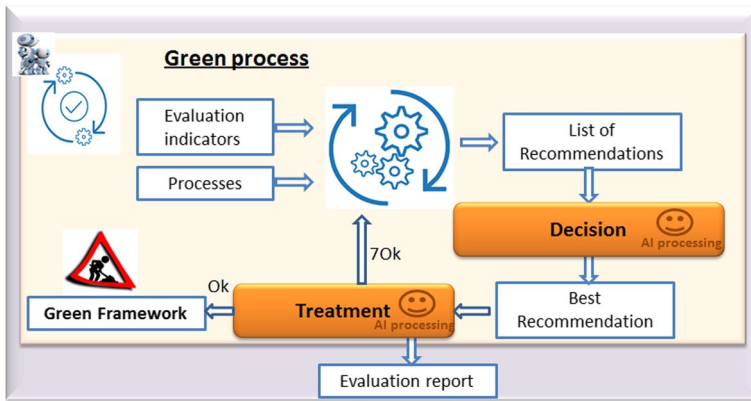 Green process
Evaluation
indicators
Processes
List of
Recommendations
Decision
AI processing
Best
Recommendation
7Ok
Treatment
AI processing
Ok
Green Framework
Evaluation report